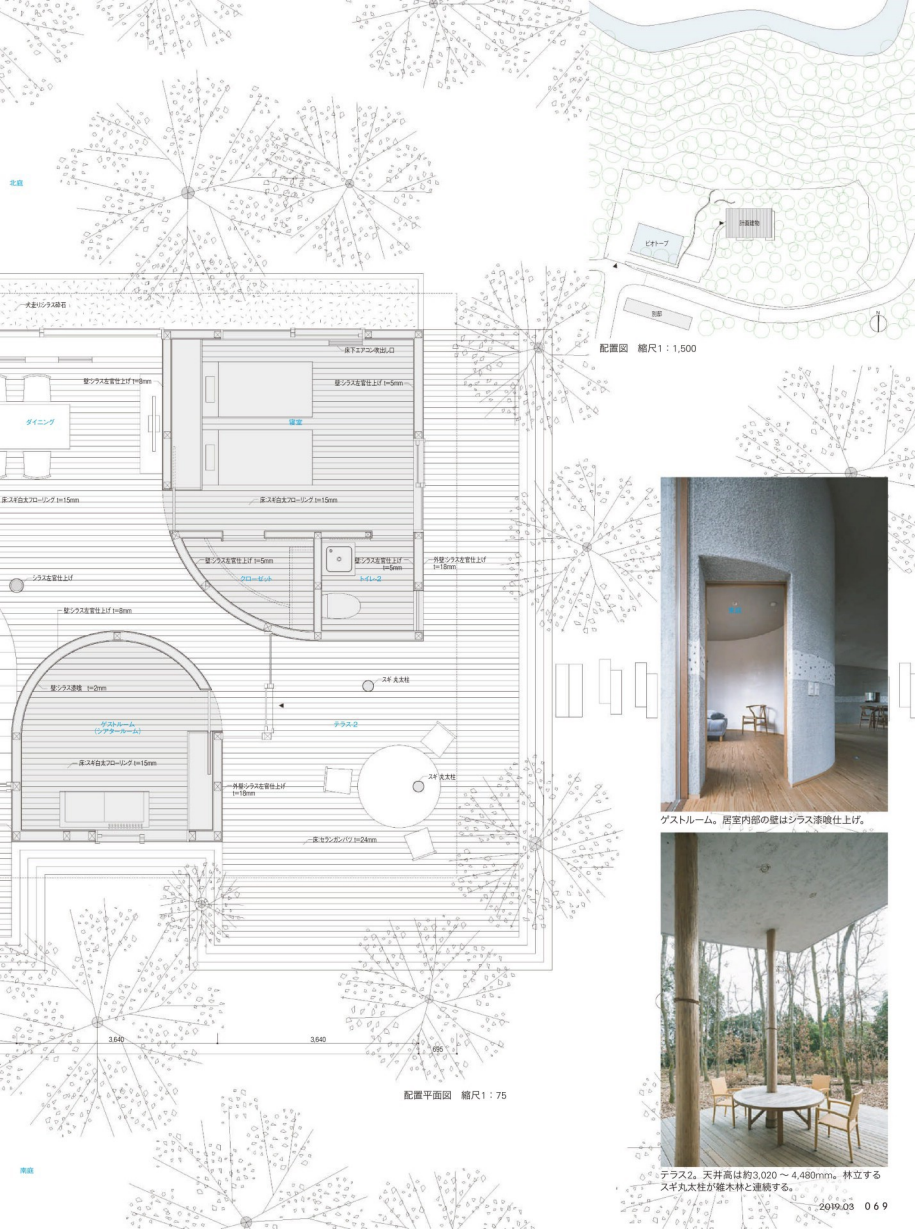 北庭
ビオトープ
計画建物
別邸
N
配置図　縮尺1：1,500
犬走り:シラス砕石
床下エアコン吹出し口
壁:シラス左官仕上げ t=8mm
壁:シラス左官仕上げ t=5mm
ダイニング
寝室
床:スギ白太フローリング t=15mm
床:スギ白太フローリング t=15mm
壁:シラス左官仕上げ t=5mm
壁:シラス左官仕上げ
t=5mm
外壁:シラス左官仕上げ
t=18mm
クローゼット
トイレ-2
シラス左官仕上げ
壁:シラス左官仕上げ t=8mm
壁:シラス漆喰　t=2mm
スギ 丸太柱
ゲストルーム
(シアタールーム)
テラス-2
床:スギ白太フローリング t=15mm
スギ 丸太柱
外壁:シラス左官仕上げ
t=18mm
床:セランガンバツ t=24mm
3,640
3,640
695
配置平面図　縮尺1：75
南庭
ゲストルーム。居室内部の壁はシラス漆喰仕上げ。
テラス2。天井高は約3,020 〜 4,480mm。林立する
スギ丸太柱が雑木林と連続する。
2019.03 069